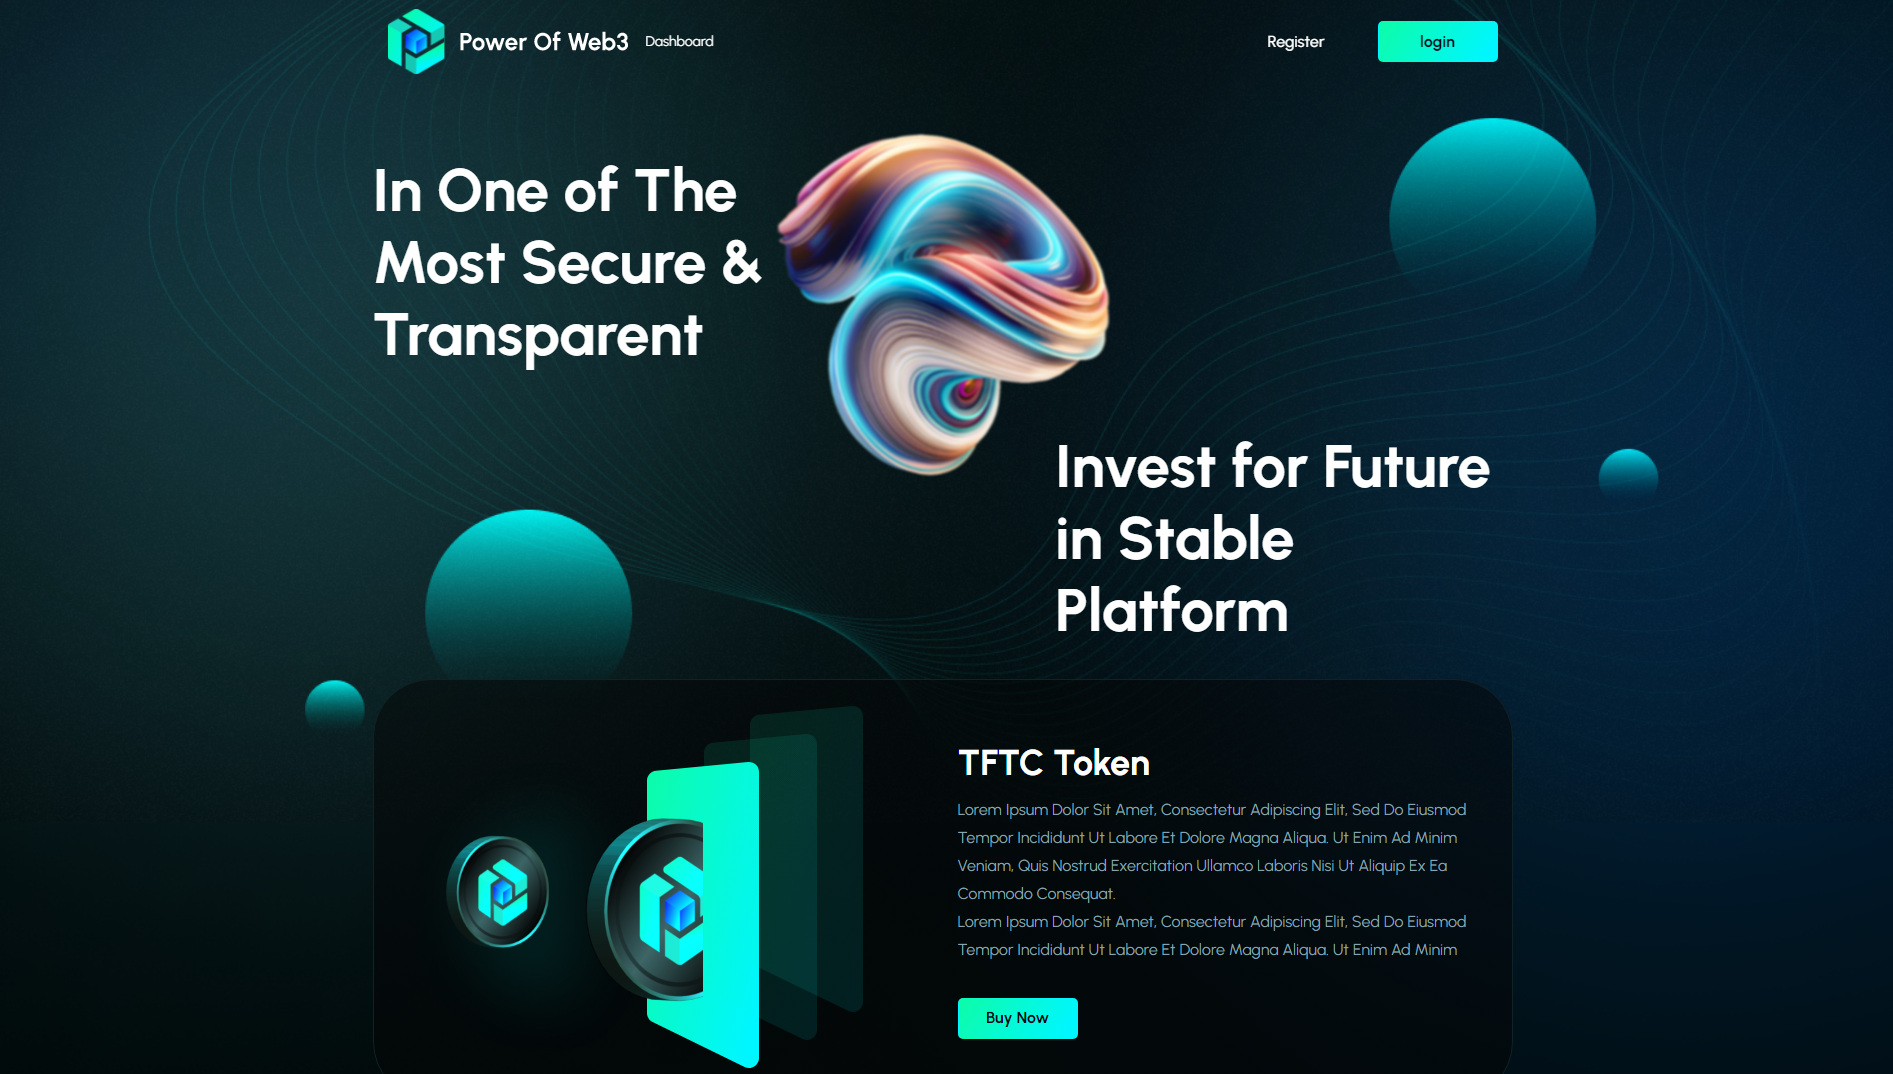 Power Of Web3
Dashboard
Register
login
In One of The
Most Secure &
Transparent
Invest for Future
in Stable
Platform
TFTC Token
Lorem Ipsum Dolor Sit Amet, Consectetur Adipiscing Elit, Sed Do Eiusmod
Tempor Incididunt Ut Labore Et Dolore Magna Aliqua. Ut Enim Ad Minim
Veniam, Quis Nostrud Exercitation Ullamco Laboris Nisi Ut Aliquip Ex Ea
Commodo Consequat.
Lorem Ipsum Dolor Sit Amet, Consectetur Adipiscing Elit, Sed Do Eiusmod
Tempor Incididunt Ut Labore Et Dolore Magna Aliqua. Ut Enim Ad Minim
Buy Now